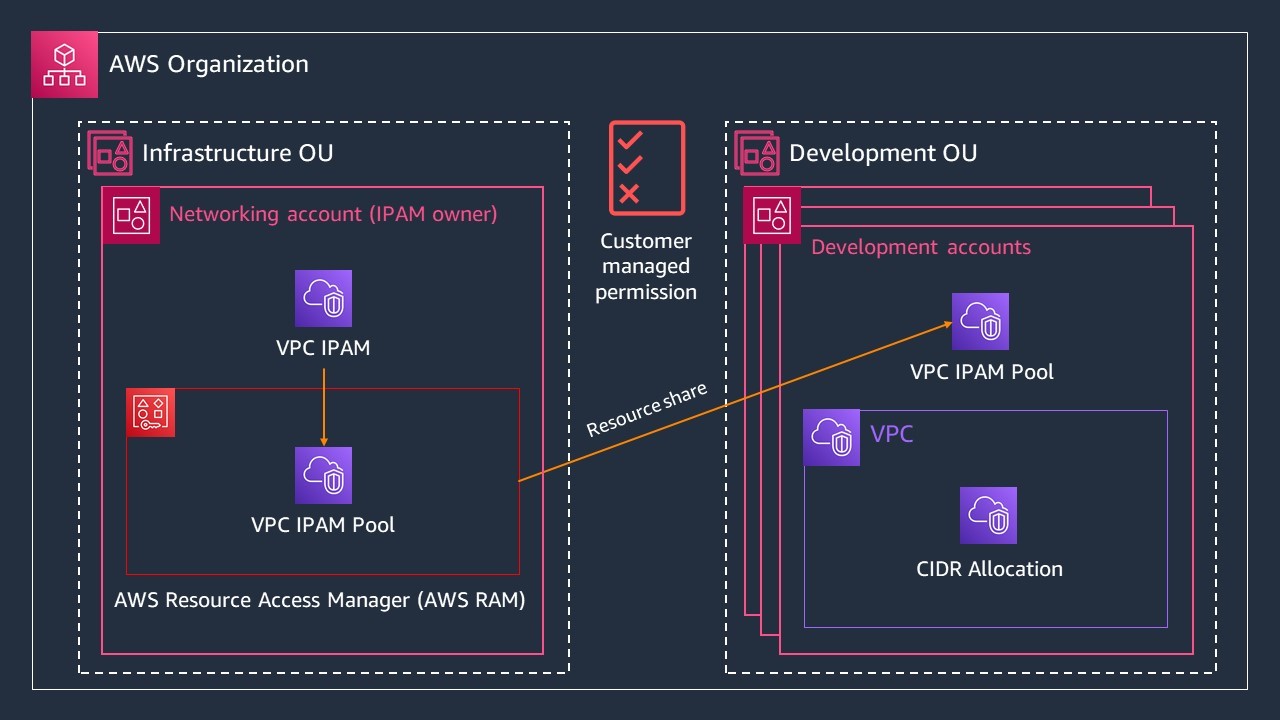 AWS Organization
Infrastructure OU
Networking account (IPAM owner)
VPC IPAM
VPC IPAM Pool
AWS Resource Access Manager (AWS RAM)
Customer
managed
permission
Resource share
Development OU
Development accounts
VPC IPAM Pool
VPC
CIDR Allocation